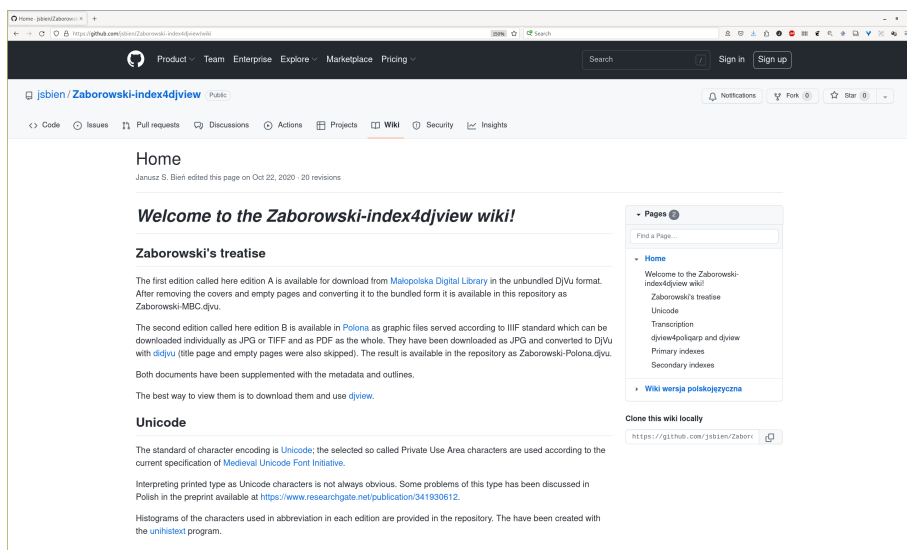 Home · jsbien/Zaborowski
https://github.com/jsbien/Zaborowski-index4djview/wiki
150%
Search
Product Team Enterprise Explore Marketplace Pricing
Search /
Sign in Sign up
jsbien / Zaborowski-index4djview Public
Notifications Fork 0 Star 0
Code Issues Pull requests Discussions Actions Projects Wiki Security Insights
Home
Janusz S. Bień edited this page on Oct 22, 2020 · 20 revisions
Welcome to the Zaborowski-index4djview wiki!
Zaborowski's treatise
The first edition called here edition A is available for download from Małopolska Digital Library in the unbundled DjVu format.
After removing the covers and empty pages and converting it to the bundled form it is available in this repository as
Zaborowski-MBC.djvu.
The second edition called here edition B is available in Polona as graphic files served according to IIIF standard which can be
downloaded individually as JPG or TIFF and as PDF as the whole. They have been downloaded as JPG and converted to DjVu
with didjvu (title page and empty pages were also skipped). The result is available in the repository as Zaborowski-Polona.djvu.
Both documents have been supplemented with the metadata and outlines.
The best way to view them is to download them and use djview.
Unicode
The standard of character encoding is Unicode; the selected so called Private Use Area characters are used according to the
current specification of Medieval Unicode Font Initiative.
Interpreting printed type as Unicode characters is not always obvious. Some problems of this type has been discussed in
Polish in the preprint available at https://www.researchgate.net/publication/341930612.
Histograms of the characters used in abbreviation in each edition are provided in the repository. The have been created with
the unihistext program.
Pages 2
Find a Page...
Home
Welcome to the Zaborowski-
index4djview wiki!
Zaborowski's treatise
Unicode
Transcription
djview4poliqarp and djview
Primary indexes
Secondary indexes
Wiki wersja polskojęzyczna
Clone this wiki locally
https://github.com/jsbien/Zaborc